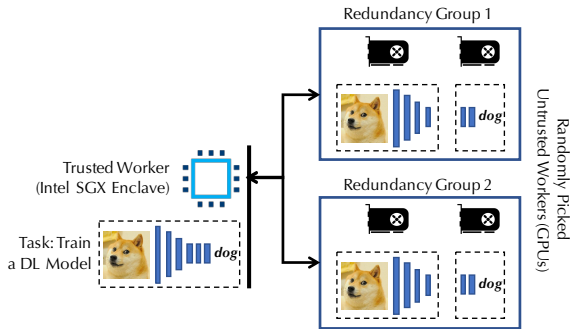 Redundancy Group 1
dog
Trusted Worker
(Intel SGX Enclave)
Task: Train
a DL Model
dog
Redundancy Group 2
dog
Randomly Picked
Untrusted Workers (GPUs)